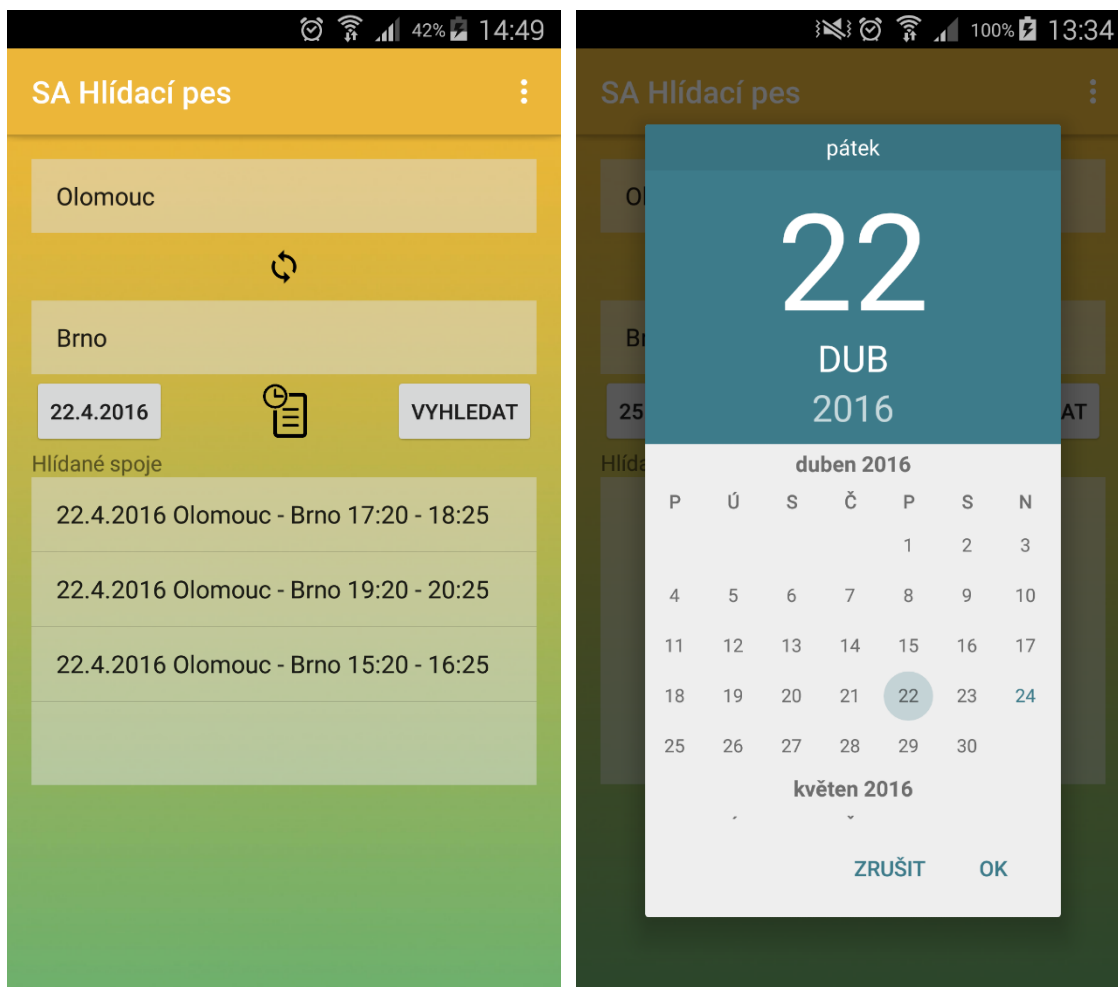 42% 14:49
SA Hlídací pes
Olomouc
Brno
22.4.2016 VYHLEDAT
Hlídané spoje
22.4.2016 Olomouc - Brno 17:20 - 18:25
22.4.2016 Olomouc - Brno 19:20 - 20:25
22.4.2016 Olomouc - Brno 15:20 - 16:25
100% 13:34
SA Hlídací pes
pátek
22
DUB
2016
duben 2016
P Ú S Č P S N
1 2 3
4 5 6 7 8 9 10
11 12 13 14 15 16 17
18 19 20 21 22 23 24
25 26 27 28 29 30
květen 2016
ZRUŠIT OK